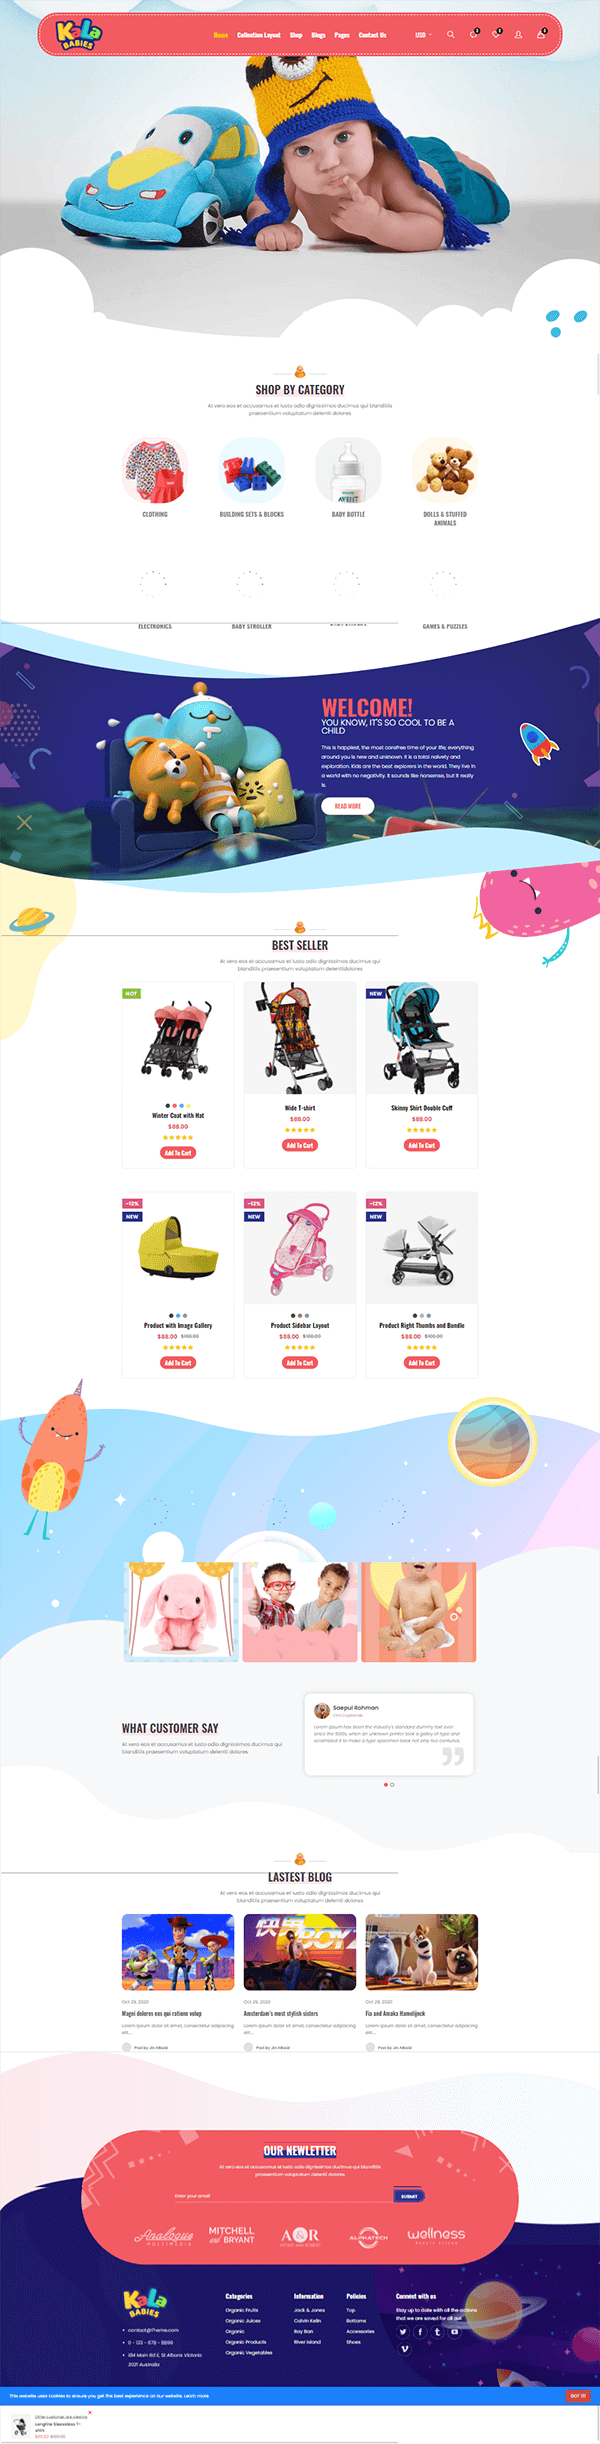 KaLa
BABIES
Home Collection Layout Shop Blogs Pages Contact Us USD
SHOP BY CATEGORY
At vero eos et accusamus et iusto odio dignissimos ducimus qui blanditiis
praesentium voluptatum deleniti dolores
CLOTHING
BUILDING SETS & BLOCKS
BABY BOTTLE
DOLLS & STUFFED
ANIMALS
ELECTRONICS
BABY STROLLER
GAMES & PUZZLES
WELCOME!
YOU KNOW, IT'S SO COOL TO BE A
CHILD
This is happiest, the most carefree time of your life; everything
around you is new and unknown. It is a total naivety and
exploration. Kids are the best explorers in the world. They live in
a world with no negativity. It sounds like nonsense, but it really
is.
READ MORE
BEST SELLER
At vero eos et accusamus et iusto odio dignissimos ducimus qui
blanditiis praesentium voluptatum delenitidolores
HOT
Winter Coat with Hat
$88.00
Add To Cart
Wide T-shirt
$88.00
Add To Cart
NEW
Skinny Shirt Double Cuff
$88.00
Add To Cart
-12%
NEW
Product with Image Gallery
$88.00 $100.00
Add To Cart
-12%
Product Sidebar Layout
$88.00 $100.00
Add To Cart
-12%
NEW
Product Right Thumbs and Bundle
$88.00 $100.00
Add To Cart
WHAT CUSTOMER SAY
At vero eos et accusamus et iusto odio dignissimos ducimus qui
blanditiis praesentium voluptatum deleniti dolores
Saepul Rohman
Lorem Ipsum has been the industry's standard dummy text ever
since the 1500s, when an unknown printer took a galley of type and
scrambled it to make a type specimen book not only five centuries.
LASTEST BLOG
At vero eos et accusamus et iusto odio dignissimos ducimus qui
blanditiis praesentium voluptatum deleniti dolores
Oct 26, 2020
Magni dolores eos qui ratione volup
Lorem ipsum dolor sit amet, consectetur adipiscing
elit...
Post by: Jin Alkaid
Oct 26, 2020
Amsterdam's most stylish sisters
Lorem ipsum dolor sit amet, consectetur adipiscing
elit...
Post by: Jin Alkaid
Oct 26, 2020
Fia and Amaka Hamelijnck
Lorem ipsum dolor sit amet, consectetur adipiscing
elit...
Post by: Jin Alkaid
OUR NEWLETTER
At vero eos et accusamus et iusto odio dignissimos ducimus qui blanditiis
praesentium voluptatum deleniti dolores
Enter your email
SUBMIT
Analogue
MULTIMEDIA
MITCHELL
and BRYANT
A&R
ALPHATECH
wellness
KaLa
BABIES
contact@Theme.com
0 - 123 - 678 - 8899
184 Main Rd E, St Albans Victoria
3021 Australia
Categories
Organic Fruits
Organic Juices
Organic
Organic Products
Organic Vegetables
Information
Jack & Jones
Calvin Kelin
Ray Ban
River Island
Policies
Top
Bottoms
Accessories
Shoes
Connect with us
Stay up to date with all the actions
that we are saved for all our
This website uses cookies to ensure you get the best experience on our website. Learn more
GOT IT!
Other customer are viewing
Longline Sleeveless T-
shirt
$88.00 $100.00